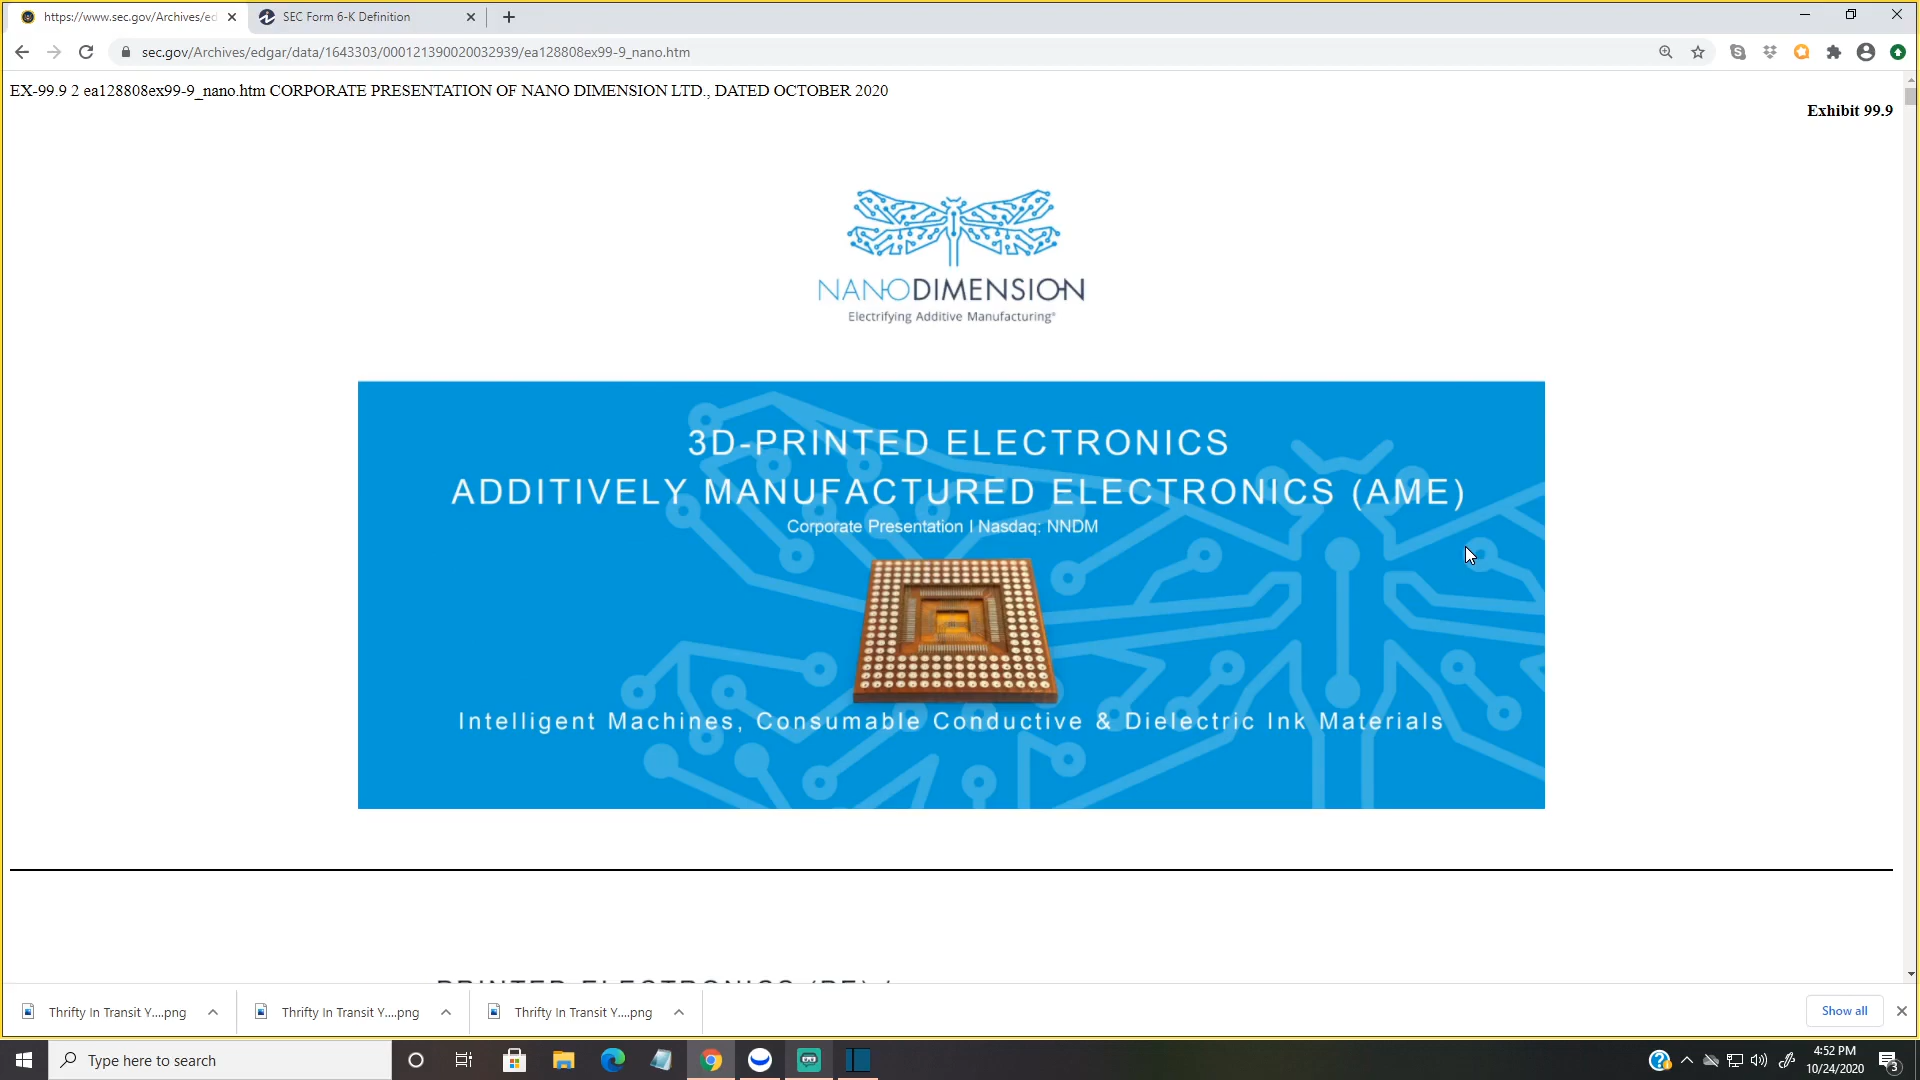 https://www.sec.gov/Archives/ed
SEC Form 6-K Definition
sec.gov/Archives/edgar/data/1643303/000121390020032939/ea128808ex99-9_nano.htm
EX-99.9 2 ea128808ex99-9_nano.htm CORPORATE PRESENTATION OF NANO DIMENSION LTD., DATED OCTOBER 2020
Exhibit 99.9
NANODIMENSION
Electrifying Additive Manufacturing®
3D-PRINTED ELECTRONICS
ADDITIVELY MANUFACTURED ELECTRONICS (AME)
Corporate Presentation I Nasdaq: NNDM
Intelligent Machines, Consumable Conductive & Dielectric Ink Materials
Thrifty In Transit Y....png
Thrifty In Transit Y....png
Thrifty In Transit Y....png
Show all
Type here to search
4:52 PM
10/24/2020
3